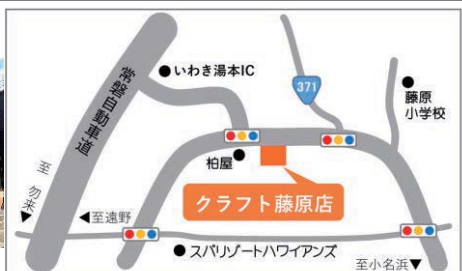 常磐自動車道
いわき湯本IC
371
藤原
小学校
柏屋
クラフト藤原店
至 勿来▼
◀至遠野
スパリゾートハワイアンズ
至小名浜▼